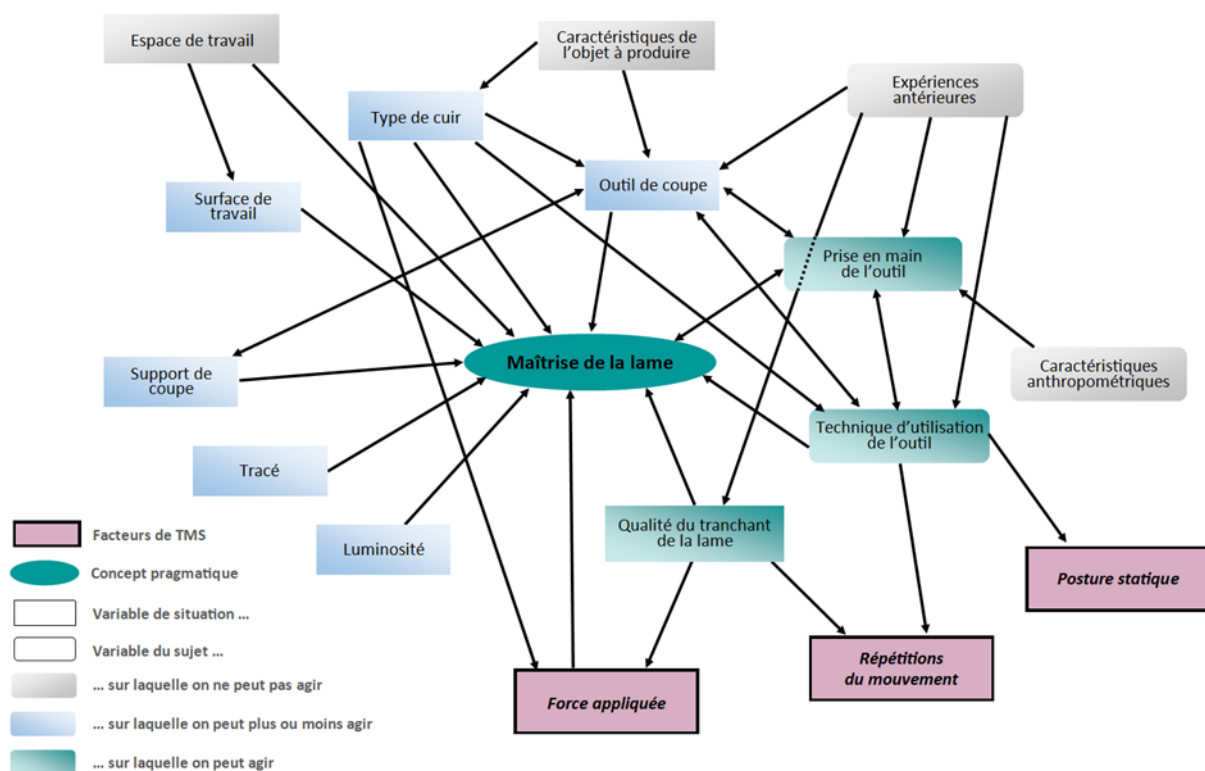 Espace de travail
Caractéristiques de
l'objet à produire
Expériences
antérieures
Type de cuir
Outil de coupe
Surface de
travail
Prise en main
de l'outil
Maîtrise de la lame
Support de
coupe
Caractéristiques
anthropométriques
Technique d'utilisation
de l'outil
Tracé
Qualité du tranchant
de la lame
Luminosité
Posture statique
Répétitions
du mouvement
Force appliquée
Facteurs de TMS
Concept pragmatique
Variable de situation ...
Variable du sujet ...
... sur laquelle on ne peut pas agir
... sur laquelle on peut plus ou moins agir
... sur laquelle on peut agir